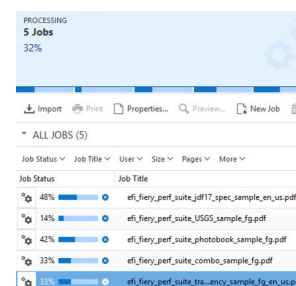 PROCESSING
5 Jobs
32%
Import Print Properties... Preview... New Job
ALL JOBS (5)
Job Status Job Title User Size Pages More
Job Status Job Title
48% efi_fiery_perf_suite_jdf17_spec_sample_en_us.pdf
14% efi_fiery_perf_suite_USGS_sample_fg.pdf
42% efi_fiery_perf_suite_photobook_sample_fg.pdf
33% efi_fiery_perf_suite_combo_sample_fg.pdf
33% efi_fiery_perf_suite_tra...ency_sample_fg_en_us.p